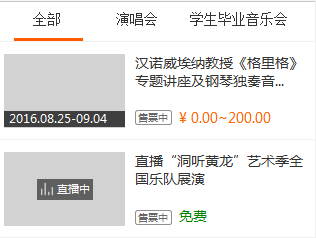 全部 演唱会 学生毕业音乐会
汉诺威埃纳教授《格里格》
专题讲座及钢琴独奏音...
2016.08.25-09.04
售票中 ¥ 0.00~200.00
直播“洞听黄龙”艺术季全
国乐队展演
直播中
售票中 免费